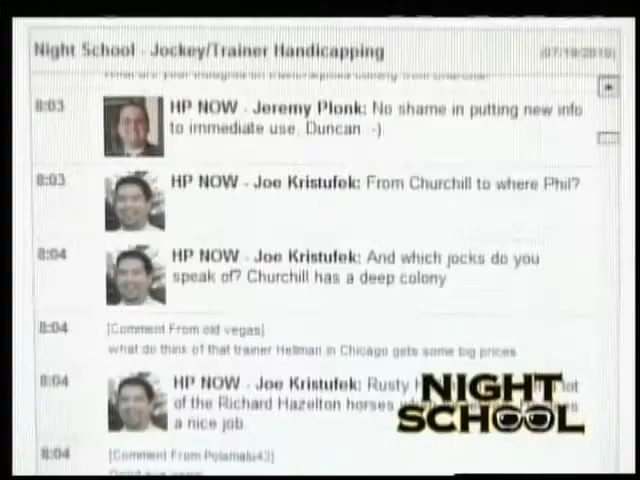 Night School - Jockey/Trainer Handicapping
8:03
HP NOW - Jeremy Plonk: No shame in putting new info
to immediate use, Duncan :-)
8:03
HP NOW - Joe Kristufek: From Churchill to where Phil?
8:04
HP NOW - Joe Kristufek: And which jocks do you
speak of? Churchill has a deep colony
8:04
[Comment From old vegas]
what do think of that trainer Hellman in Chicago gets some big prices
8:04
HP NOW - Joe Kristufek: Rusty
of the Richard Hazelton horses
a nice job
NIGHT
SCHOOL
8:04
[Comment From Polamalu43]